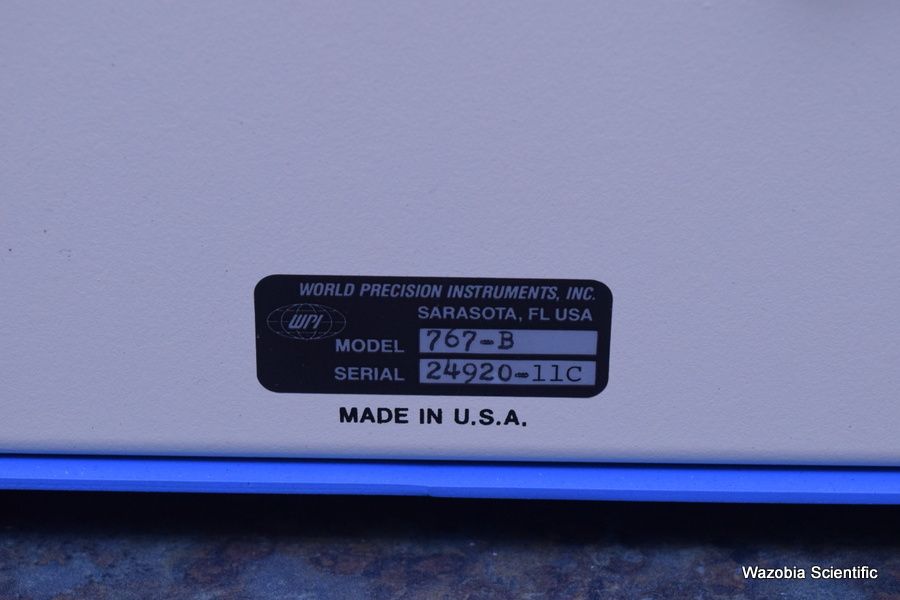 WORLD PRECISION INSTRUMENTS, INC.
SARASOTA, FL USA
WPI
MODEL 767-B
SERIAL 24920-11C
MADE IN U.S.A.
Wazobia Scientific